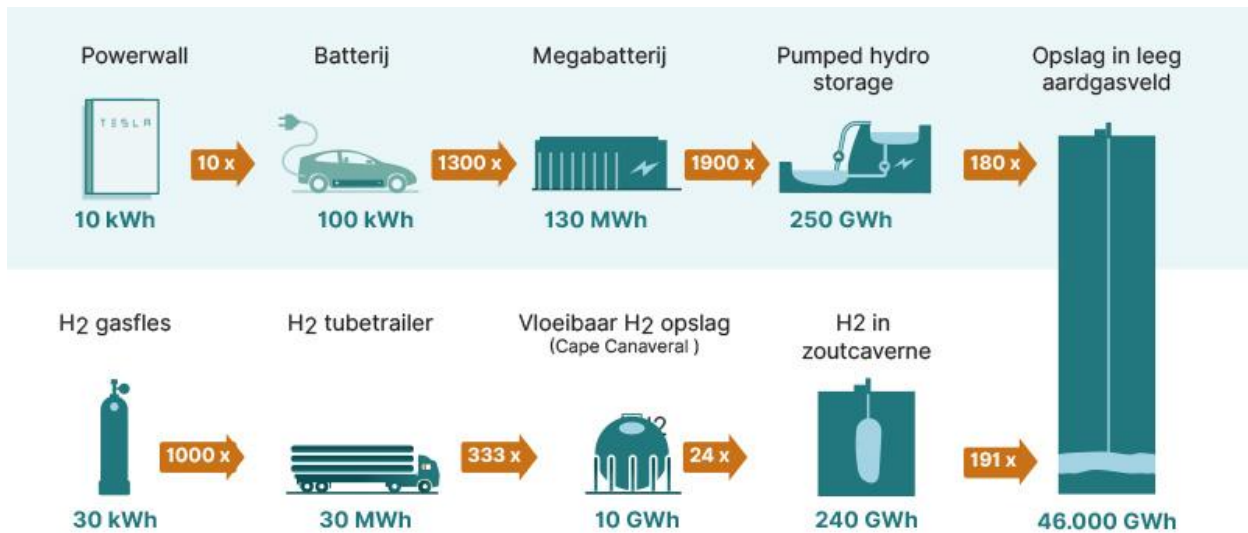 Powerwall
Batterij
Megabatterij
Pumped hydro
storage
Opslag in leeg
aardgasveld
TESLA
10 x
1300 x
1900 x
180 x
10 kWh
100 kWh
130 MWh
250 GWh
H2 gasfles
H2 tubetrailer
Vloeibaar H2 opslag
(Cape Canaveral )
H2 in
zoutcaverne
H2
1000 x
333 x
24 x
191 x
30 kWh
30 MWh
10 GWh
240 GWh
46.000 GWh